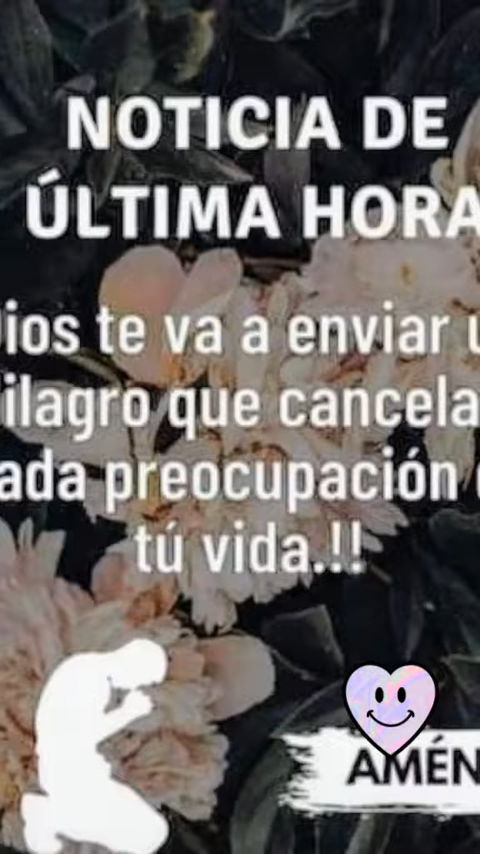 NOTICIA DE
ÚLTIMA HORA
ios te va a enviar
ilagro que cancela
ada preocupación
tú vida.!!
AMÉN